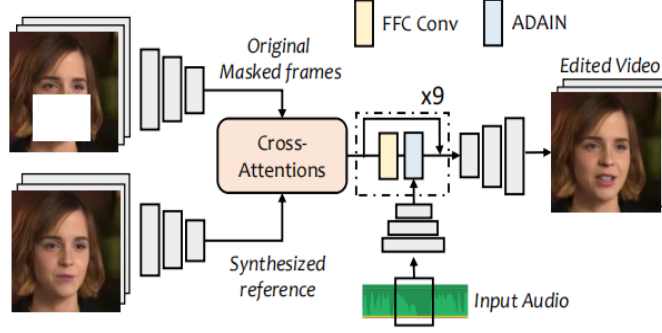 FFC Conv
ADAIN
Original
Masked frames
Edited Video
x9
Cross-
Attentions
Synthesized
reference
Input Audio